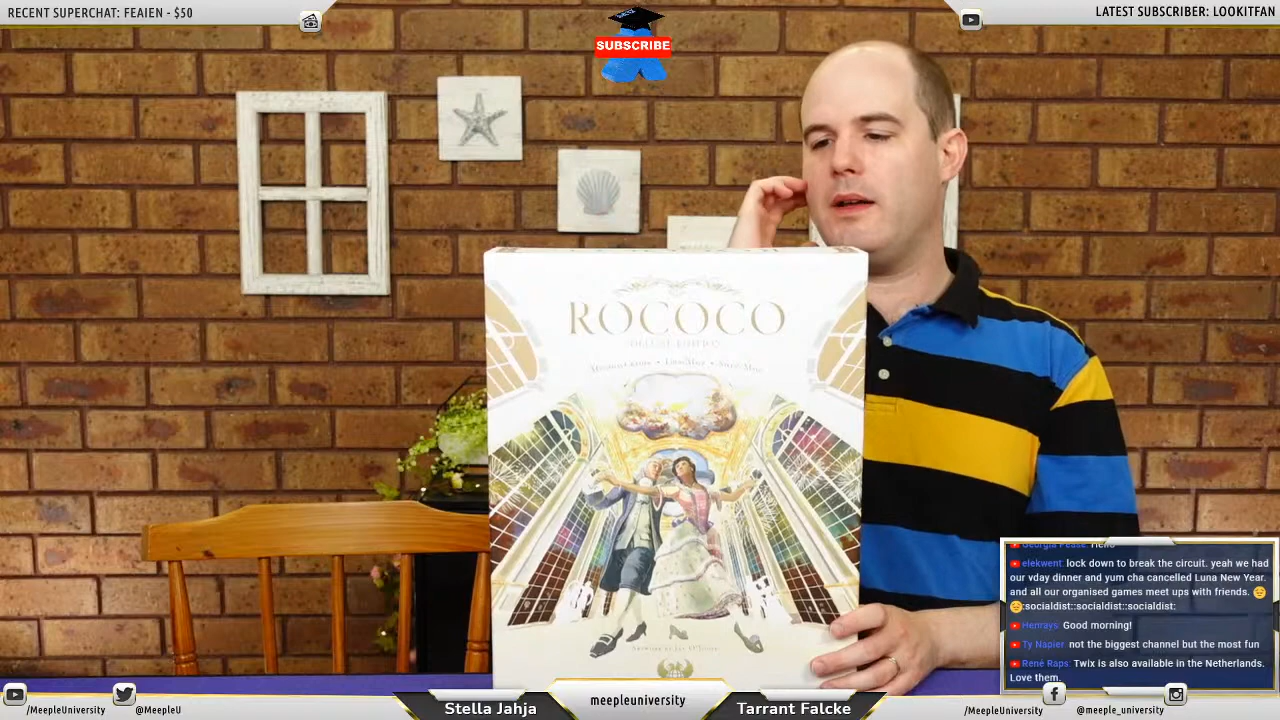 RECENT SUPERCHAT: FEAIEN - $50
LATEST SUBSCRIBER: LOOKITFAN
SUBSCRIBE
ROCOCO
DELUXE EDITION
elekwent: lock down to break the circuit. yeah we had
our vday dinner and yum cha cancelled Luna New Year.
and all our organised games meet ups with friends. 😔
😔:socialdist::socialdist::socialdist:
Henrays: Good morning!
Ty Napier: not the biggest channel but the most fun
René Raps: Twix is also available in the Netherlands.
Love them.
Stella Jahja
meepleuniversity
Tarrant Falcke
/MeepleUniversity
@MeepleU
/MeepleUniversity
@meeple_university